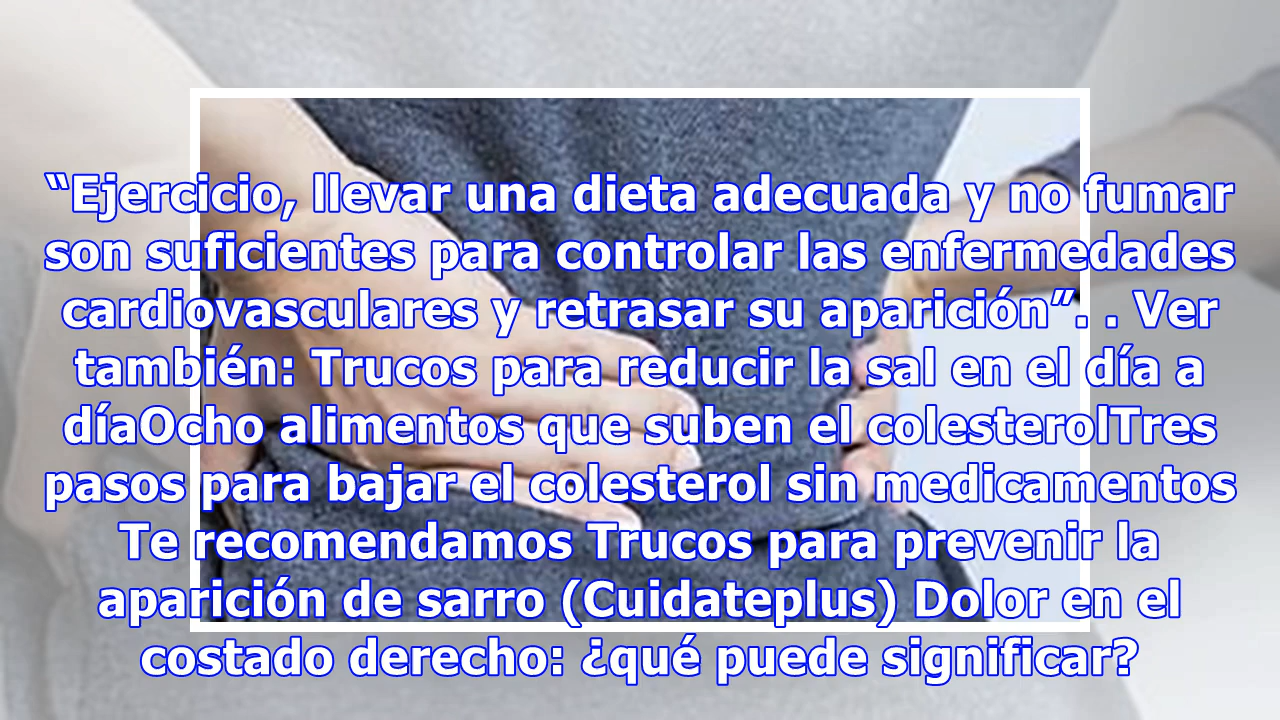 “Ejercicio, llevar una dieta adecuada y no fumar
son suficientes para controlar las enfermedades
cardiovasculares y retrasar su aparición”. . Ver
también: Trucos para reducir la sal en el día a
díaOcho alimentos que suben el colesterolTres
pasos para bajar el colesterol sin medicamentos
Te recomendamos Trucos para prevenir la
aparición de sarro (Cuidateplus) Dolor en el
costado derecho: ¿qué puede significar?